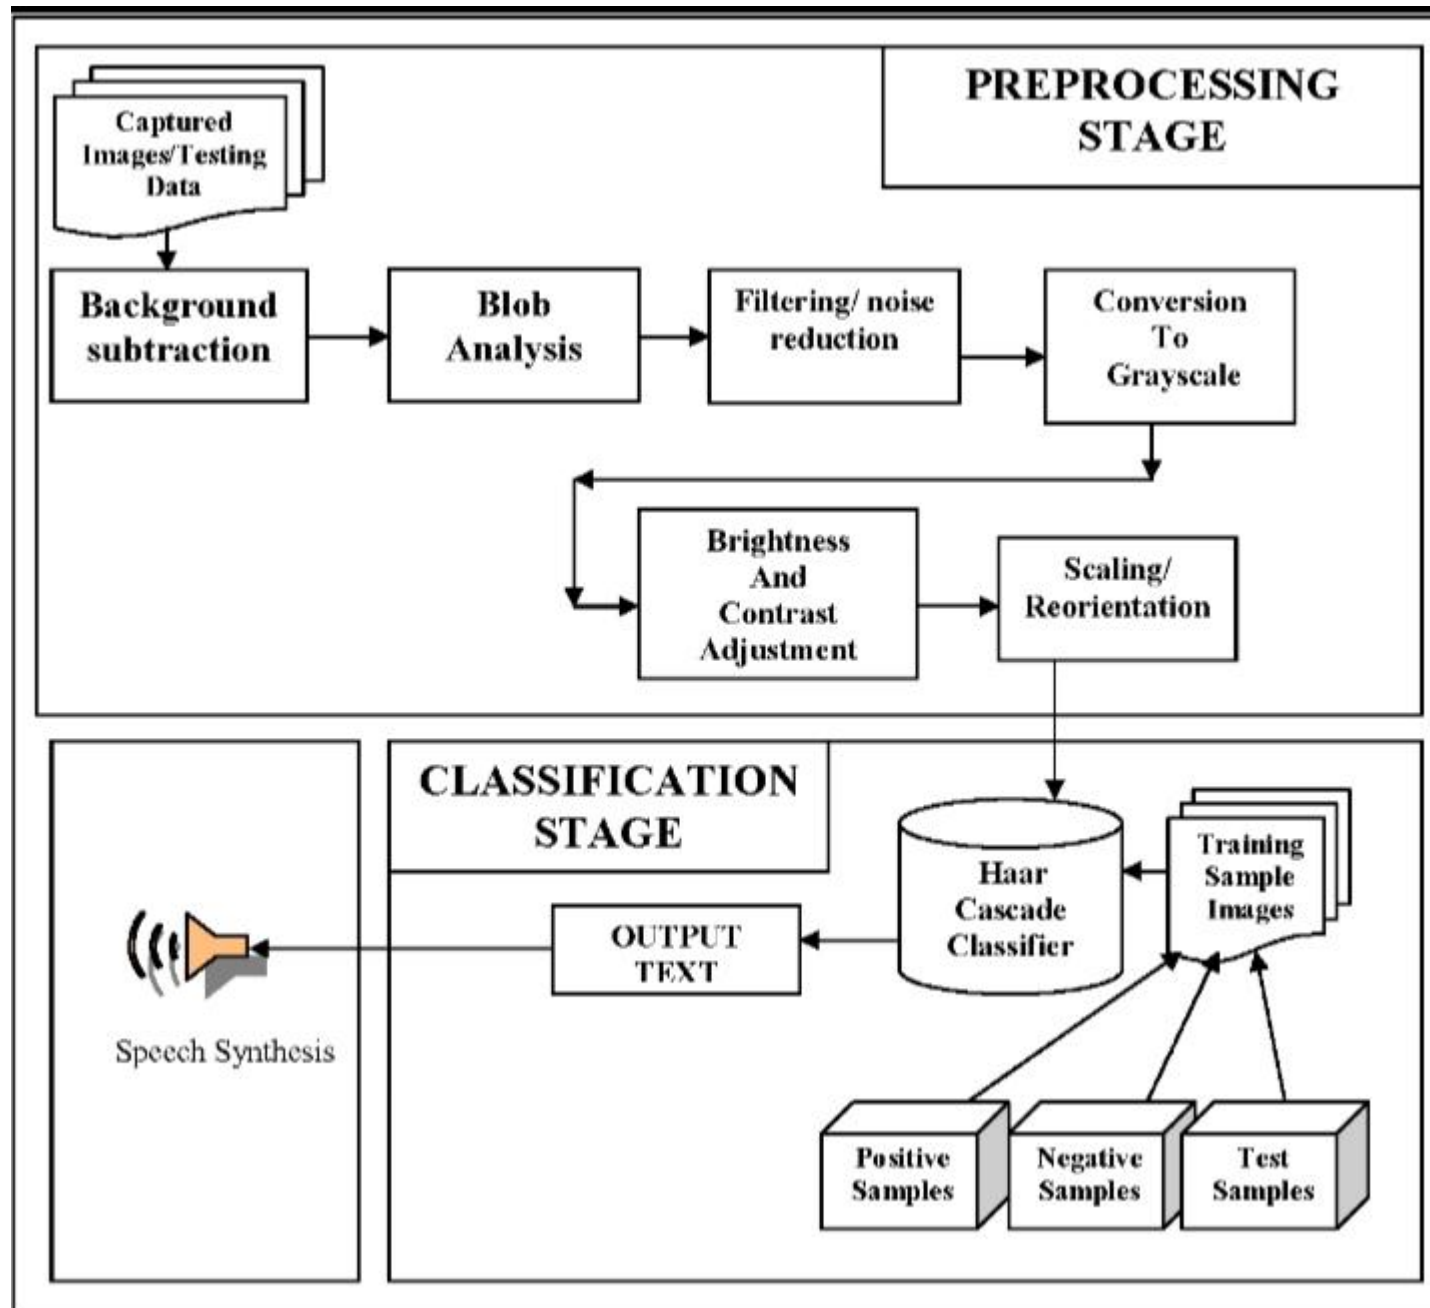 PREPROCESSING
STAGE
Captured
Images/Testing
Data
Background
subtraction
Blob
Analysis
Filtering/ noise
reduction
Conversion
To
Grayscale
Brightness
And
Contrast
Adjustment
Scaling/
Reorientation
CLASSIFICATION
STAGE
Haar
Cascade
Classifier
Training
Sample
Images
OUTPUT
TEXT
Speech Synthesis
Positive
Samples
Negative
Samples
Test
Samples